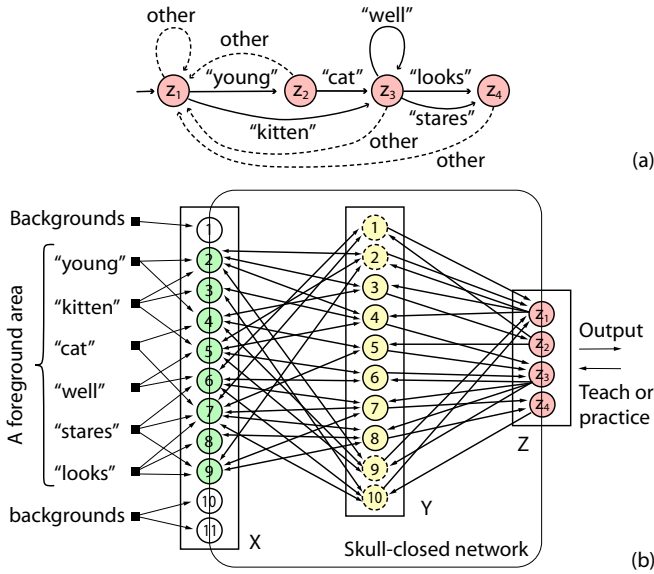 other
"well"
other
"young"
"cat"
"looks"
z1
z2
z3
z4
"kitten"
"stares"
other
other
(a)
Backgrounds
1
1
"young"
2
2
"kitten"
3
3
z1
4
4
Output
"cat"
z2
5
5
z3
"well"
6
6
Teach or
practice
z4
7
7
"stares"
8
8
Z
"looks"
9
9
A foreground area
10
10
Y
backgrounds
11
X
Skull-closed network
(b)